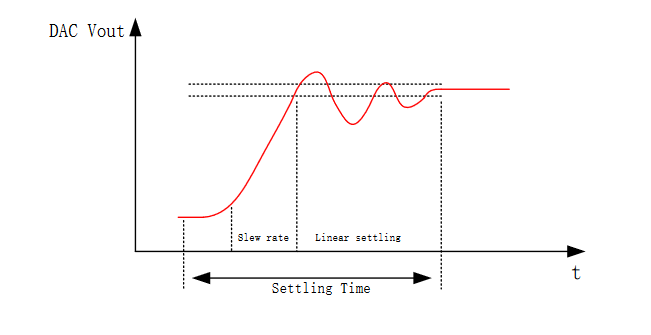 DAC Vout
Slew rate
Linear settling
t
Settling Time